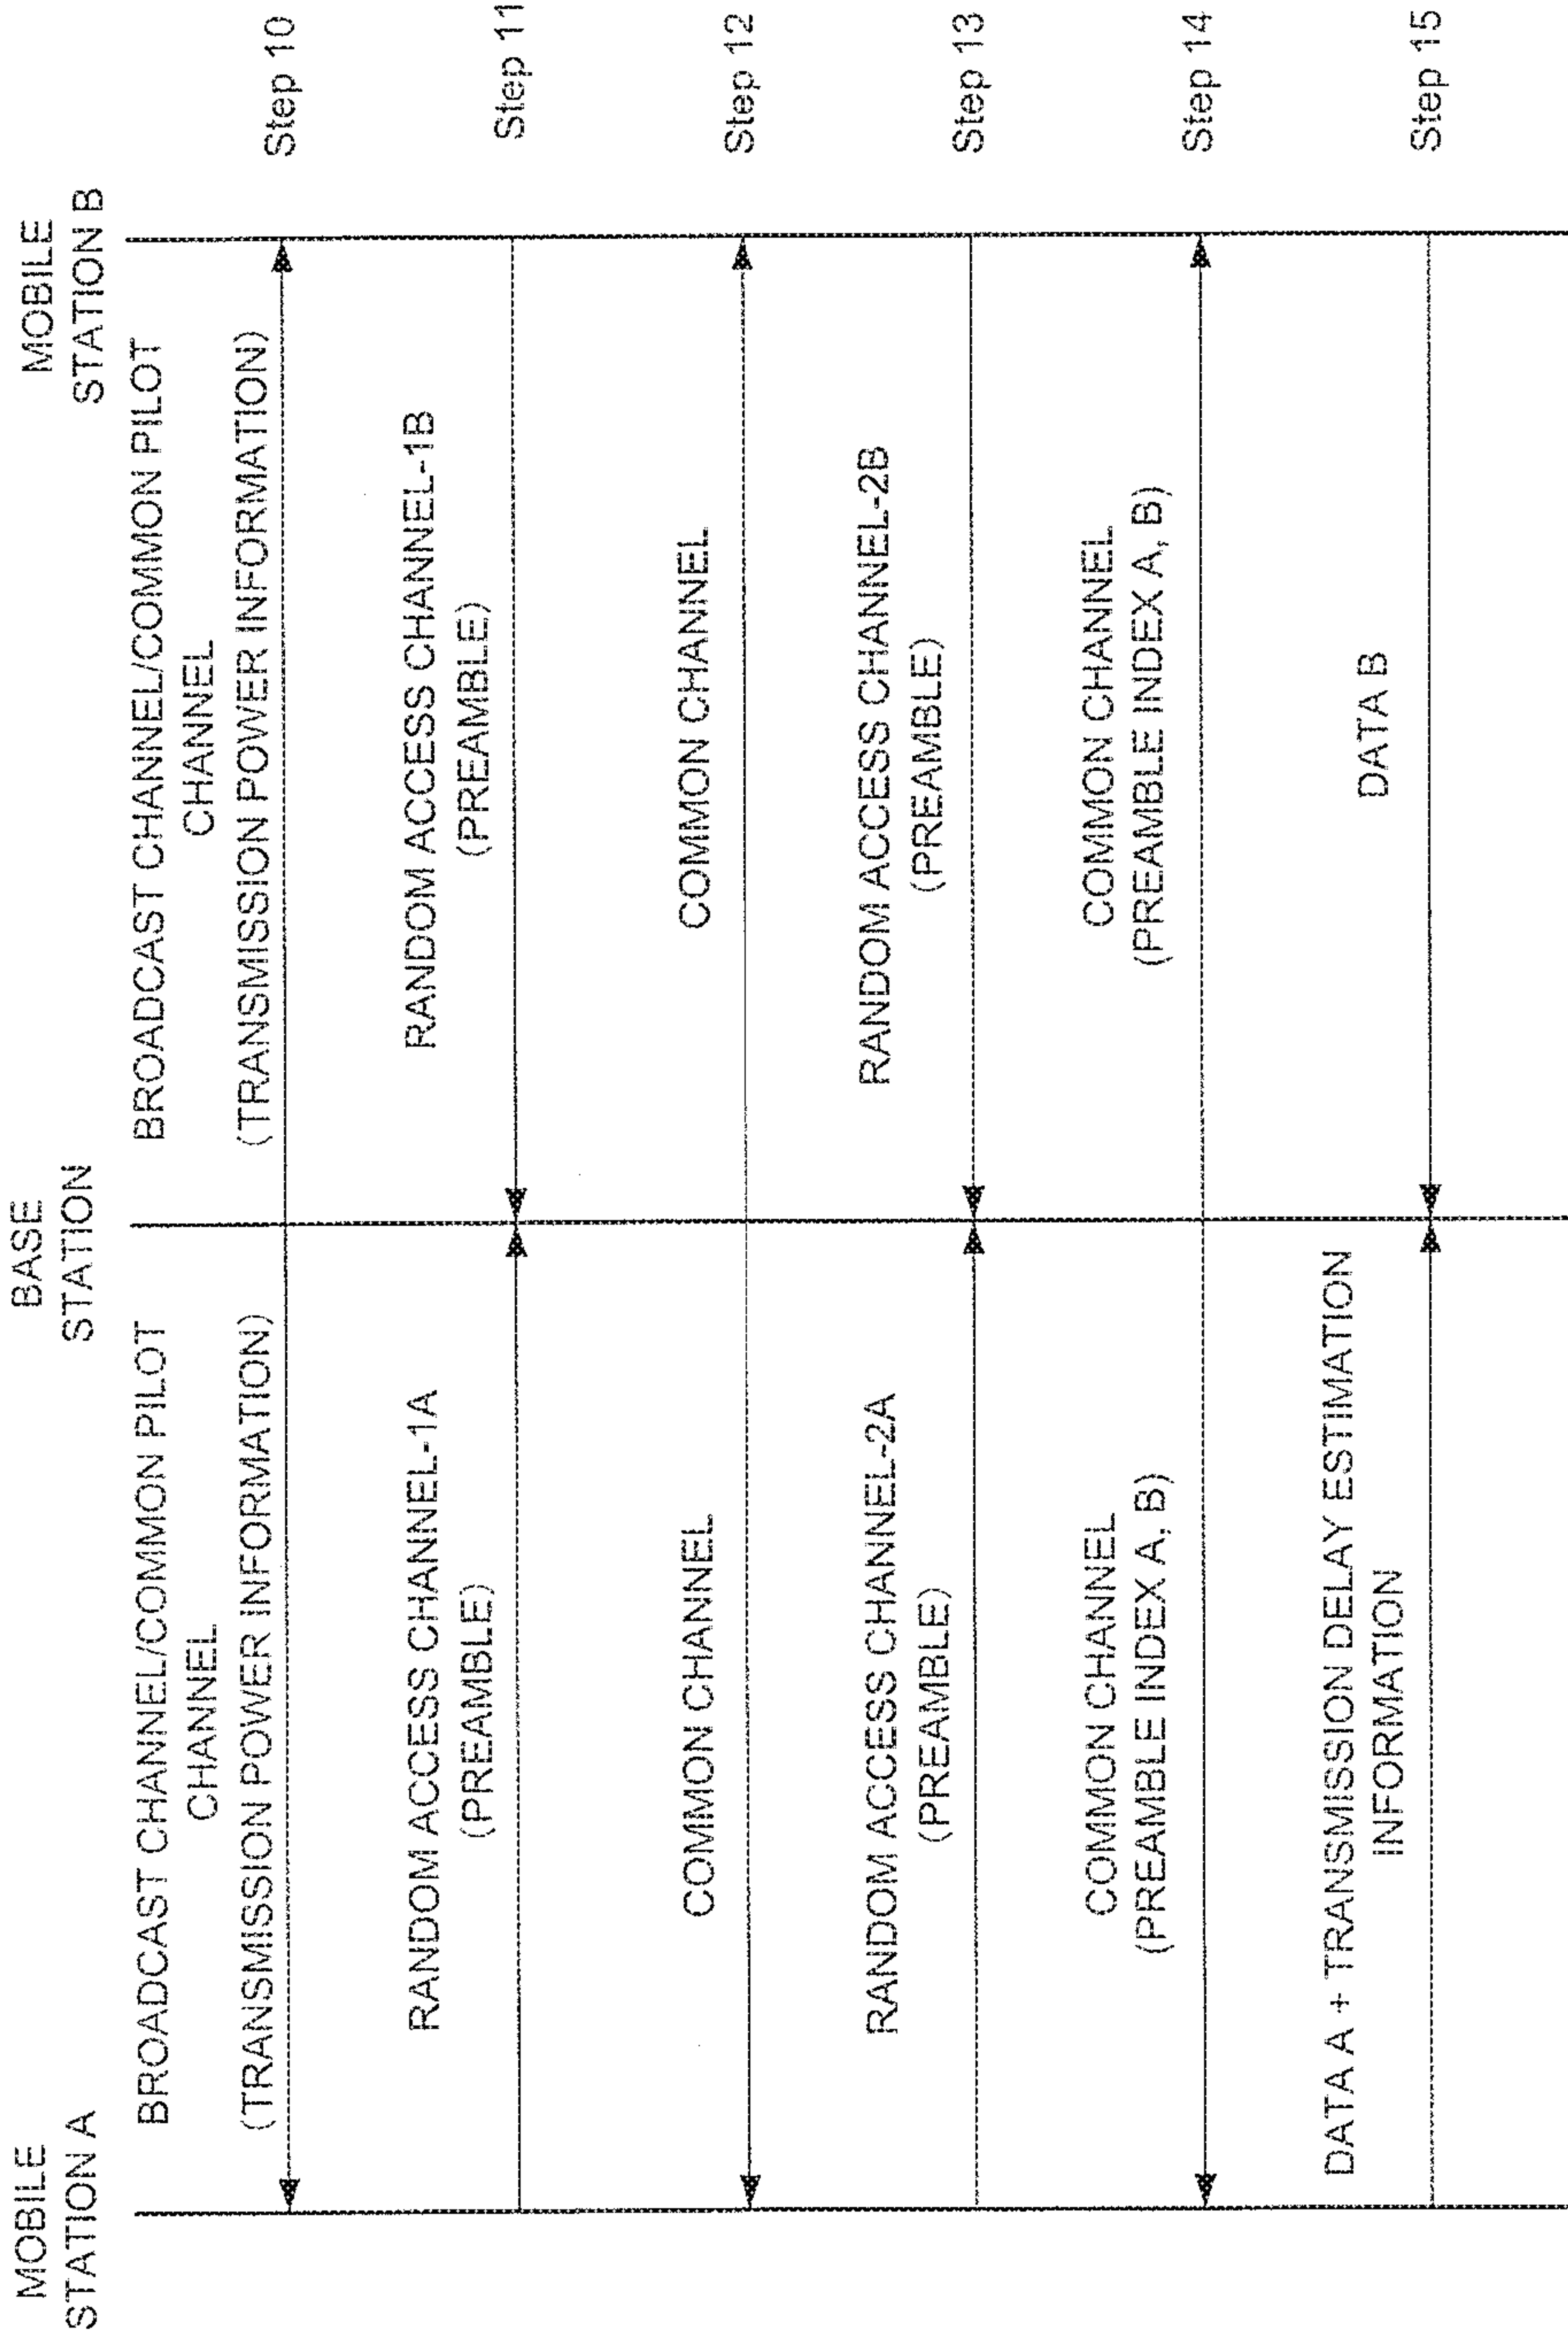 MOBILE
STATION A
BASE
STATION
MOBILE
STATION B
BROADCAST CHANNEL/COMMON PILOT
CHANNEL
(TRANSMISSION POWER INFORMATION)
BROADCAST CHANNEL/COMMON PILOT
CHANNEL
(TRANSMISSION POWER INFORMATION)
Step 10
RANDOM ACCESS CHANNEL-1A
(PREAMBLE)
RANDOM ACCESS CHANNEL-1B
(PREAMBLE)
Step 11
COMMON CHANNEL
COMMON CHANNEL
Step 12
RANDOM ACCESS CHANNEL-2A
(PREAMBLE)
RANDOM ACCESS CHANNEL-2B
(PREAMBLE)
Step 13
COMMON CHANNEL
(PREAMBLE INDEX A, B)
COMMON CHANNEL
(PREAMBLE INDEX A, B)
Step 14
DATA A + TRANSMISSION DELAY ESTIMATION
INFORMATION
DATA B
Step 15